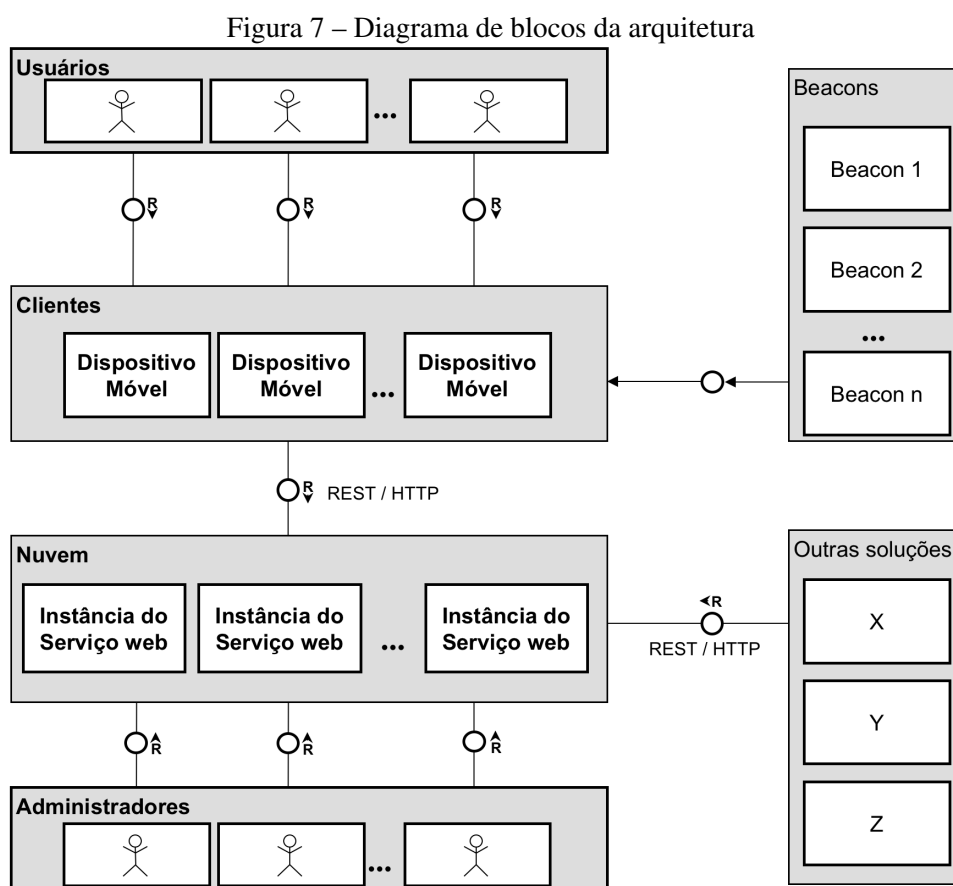 Figura 7 – Diagrama de blocos da arquitetura
Usuários
...
R
R
R
Beacons
Beacon 1
Beacon 2
...
Beacon n
Clientes
Dispositivo
Móvel
Dispositivo
Móvel
...
Dispositivo
Móvel
R
REST / HTTP
Nuvem
Instância do
Serviço web
Instância do
Serviço web
...
Instância do
Serviço web
R
REST / HTTP
Outras soluções
X
Y
Z
R
R
R
Administradores
...